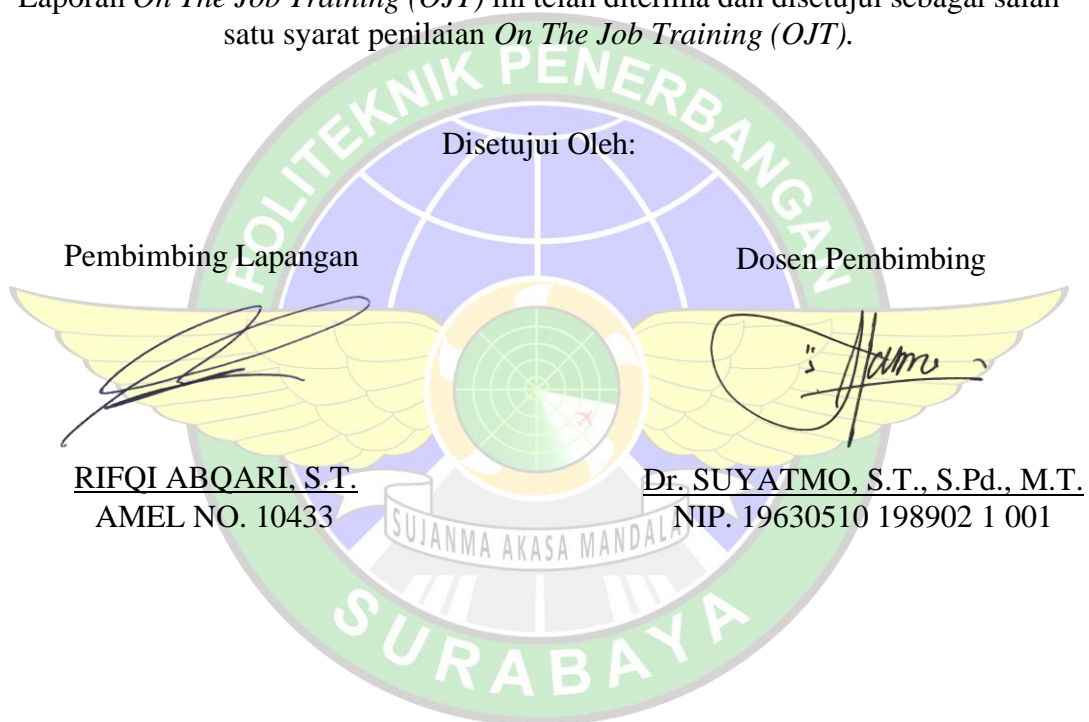 Laporan On The Job Training (OJT) ini telah diterima dan disetujui sebagai salah
satu syarat penilaian On The Job Training (OJT).
POLITEKNIK PENERBANGAN
Disetujui Oleh:
Pembimbing Lapangan
Dosen Pembimbing
RIFQI ABQARI, S.T.
AMEL NO. 10433
Dr. SUYATMO, S.T., S.Pd., M.T.
NIP. 19630510 198902 1 001
SUJANMA AKASA MANDALA
SURABAYA